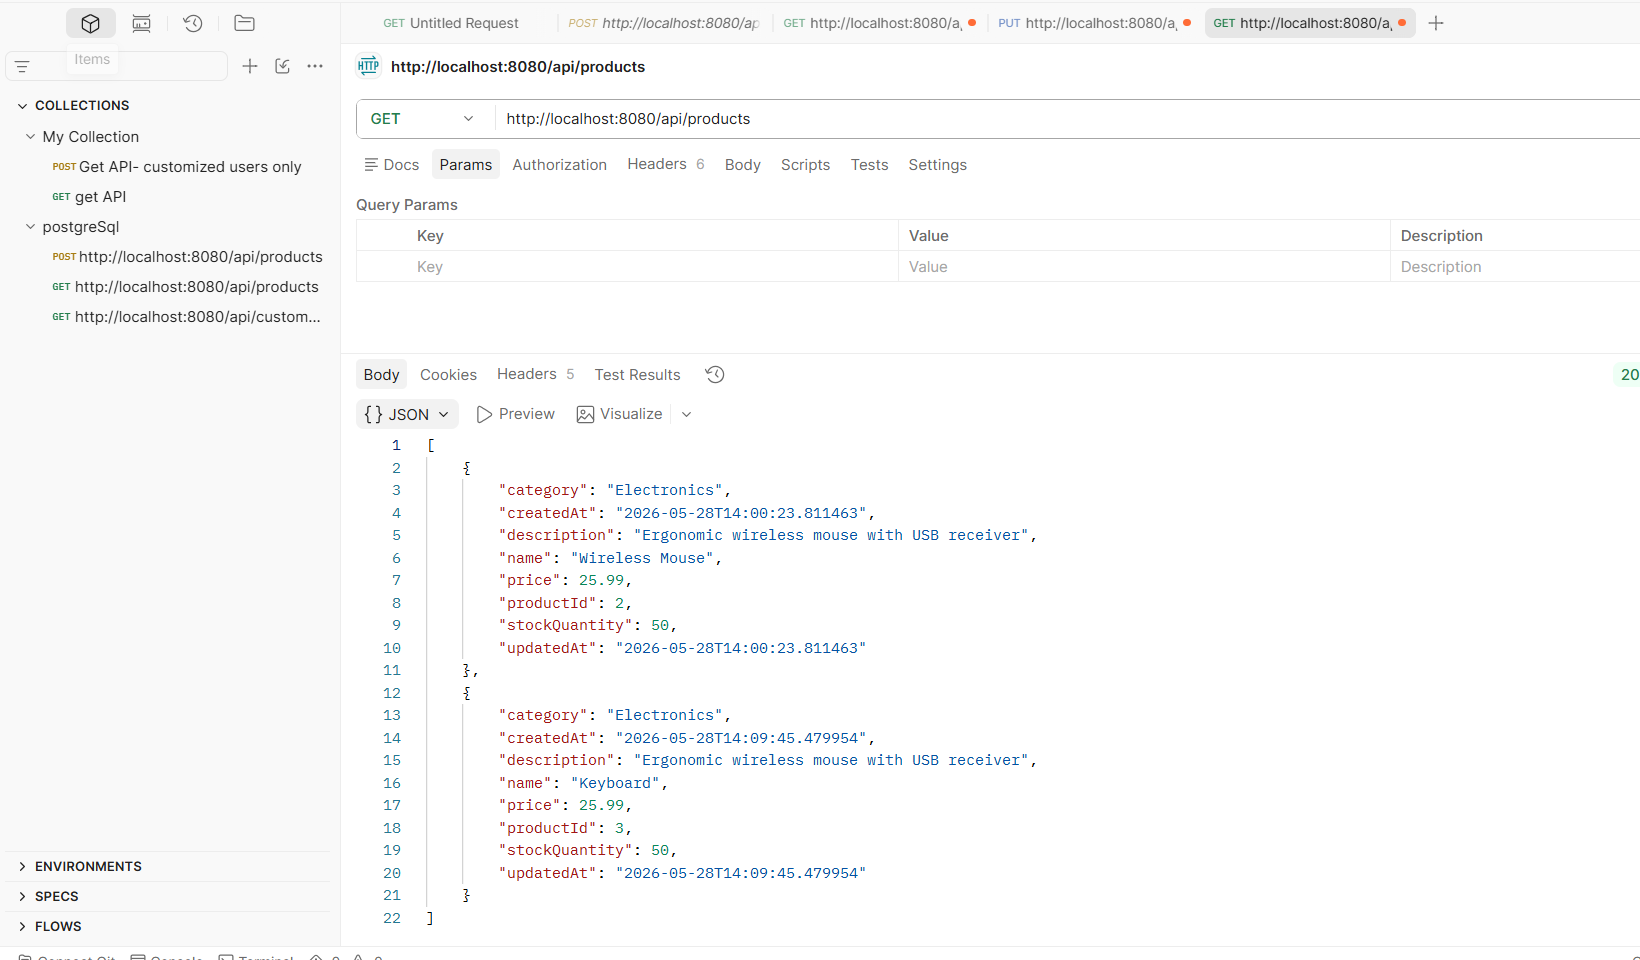 GET Untitled Request
POST http://localhost:8080/ap
GET http://localhost:8080/a
PUT http://localhost:8080/a
GET http://localhost:8080/a
Items
HTTP http://localhost:8080/api/products
COLLECTIONS
My Collection
POST Get API- customized users only
GET get API
postgreSql
POST http://localhost:8080/api/products
GET http://localhost:8080/api/products
GET http://localhost:8080/api/custom...
ENVIRONMENTS
SPECS
FLOWS
GET http://localhost:8080/api/products
Docs Params Authorization Headers 6 Body Scripts Tests Settings
Query Params
Key Value Description
Key Value Description
Body Cookies Headers 5 Test Results
20
{} JSON Preview Visualize
1 [
2 {
3 "category": "Electronics",
4 "createdAt": "2026-05-28T14:00:23.811463",
5 "description": "Ergonomic wireless mouse with USB receiver",
6 "name": "Wireless Mouse",
7 "price": 25.99,
8 "productId": 2,
9 "stockQuantity": 50,
10 "updatedAt": "2026-05-28T14:00:23.811463"
11 },
12 {
13 "category": "Electronics",
14 "createdAt": "2026-05-28T14:09:45.479954",
15 "description": "Ergonomic wireless mouse with USB receiver",
16 "name": "Keyboard",
17 "price": 25.99,
18 "productId": 3,
19 "stockQuantity": 50,
20 "updatedAt": "2026-05-28T14:09:45.479954"
21 }
22 ]
Connect Git Console Terminal